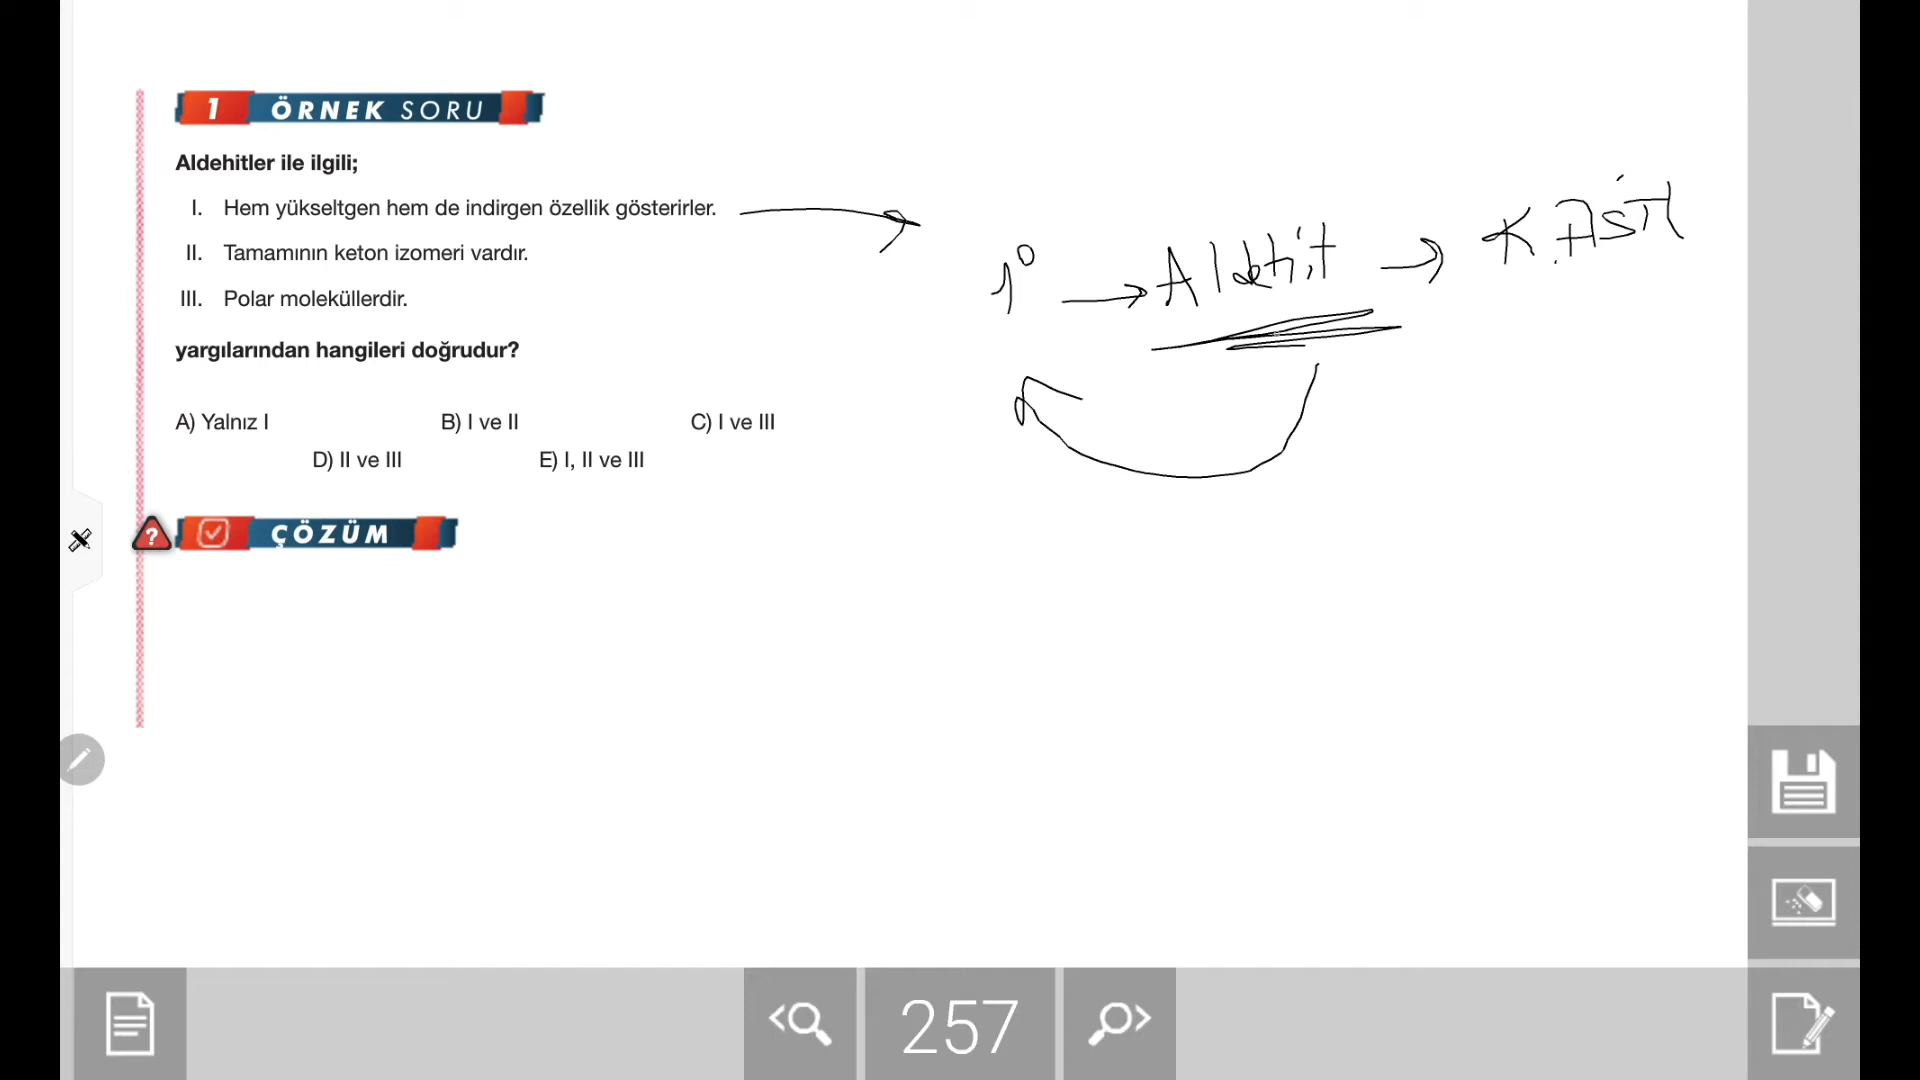 1 ÖRNEK SORU
Aldehitler ile ilgili;
I. Hem yükseltgen hem de indirgen özellik gösterirler.
II. Tamamının keton izomeri vardır.
III. Polar moleküllerdir.
yargılarından hangileri doğrudur?
A) Yalnız I B) I ve II C) I ve III
D) II ve III E) I, II ve III
1° → Aldehit → K.Asit
? ÇÖZÜM
257